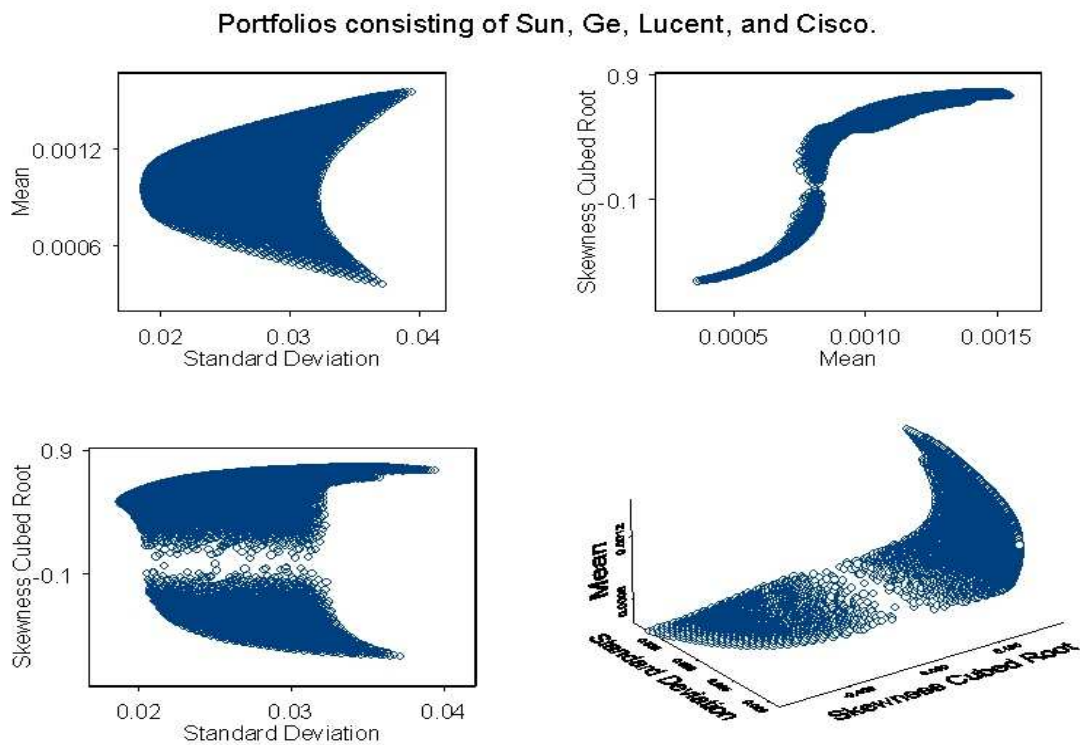 Portfolios consisting of Sun, Ge, Lucent, and Cisco.
Mean
0.0012
0.0006
0.02 0.03 0.04
Standard Deviation
Skewness Cubed Root
0.9
-0.1
0.0005 0.0010 0.0015
Mean
Skewness Cubed Root
0.9
-0.1
0.02 0.03 0.04
Standard Deviation
Mean
0.0012
Standard Deviation
Skewness Cubed Root